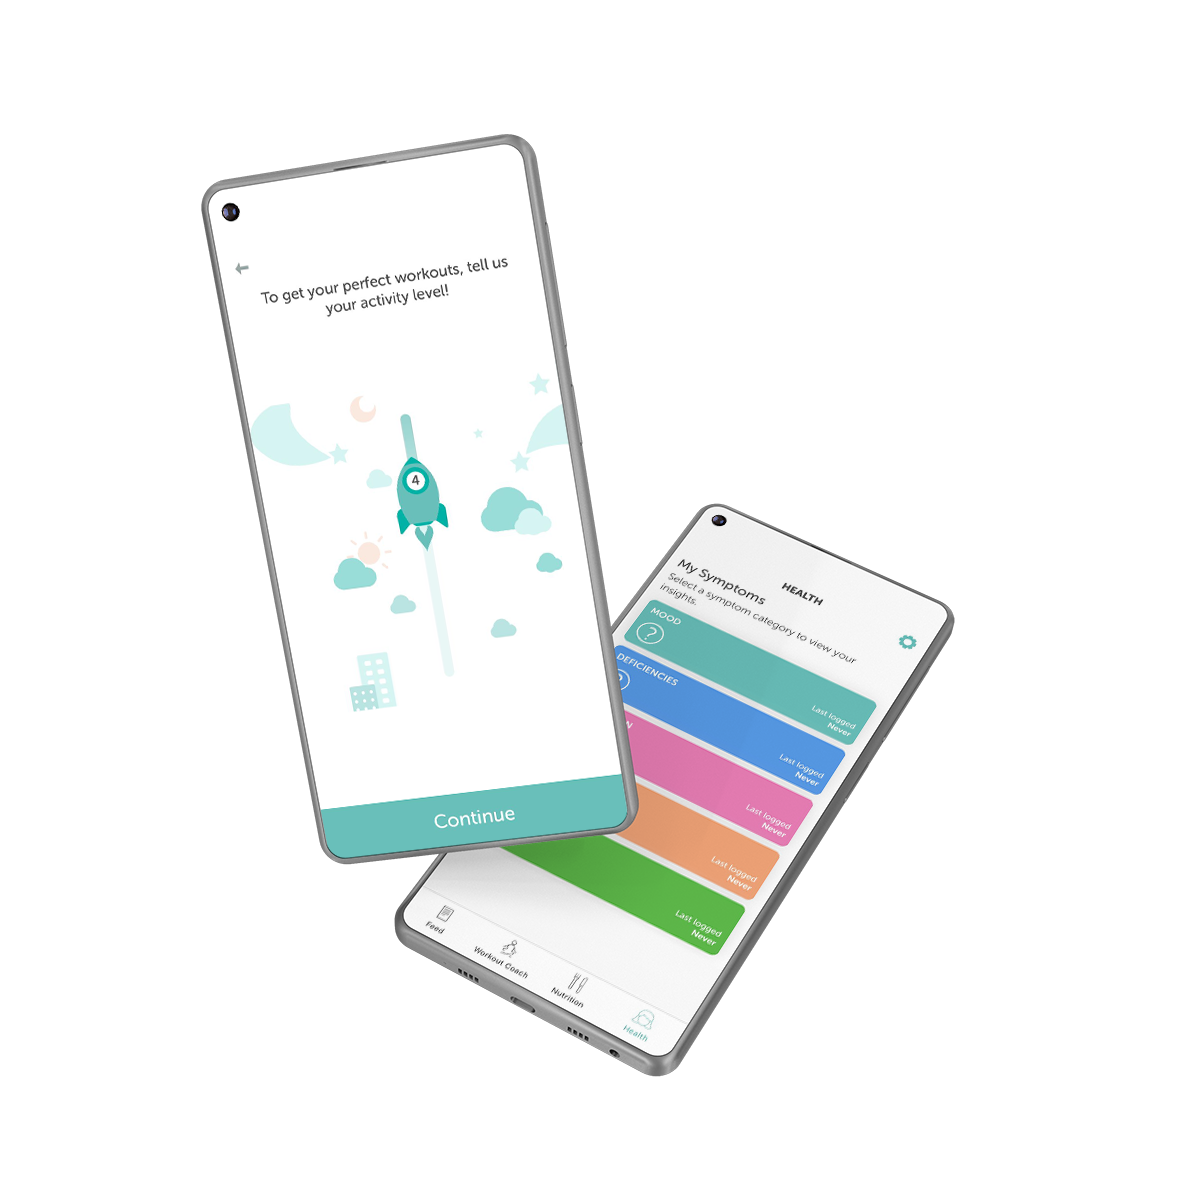 To get your perfect workouts, tell us
your activity level!
4
Continue
HEALTH
My Symptoms
Select a symptom category to view your
insights.
MOOD
?
Last logged
Never
DEFICIENCIES
Last logged
Never
Last logged
Never
Last logged
Never
Last logged
Never
Feed
Workout Coach
Nutrition
Health